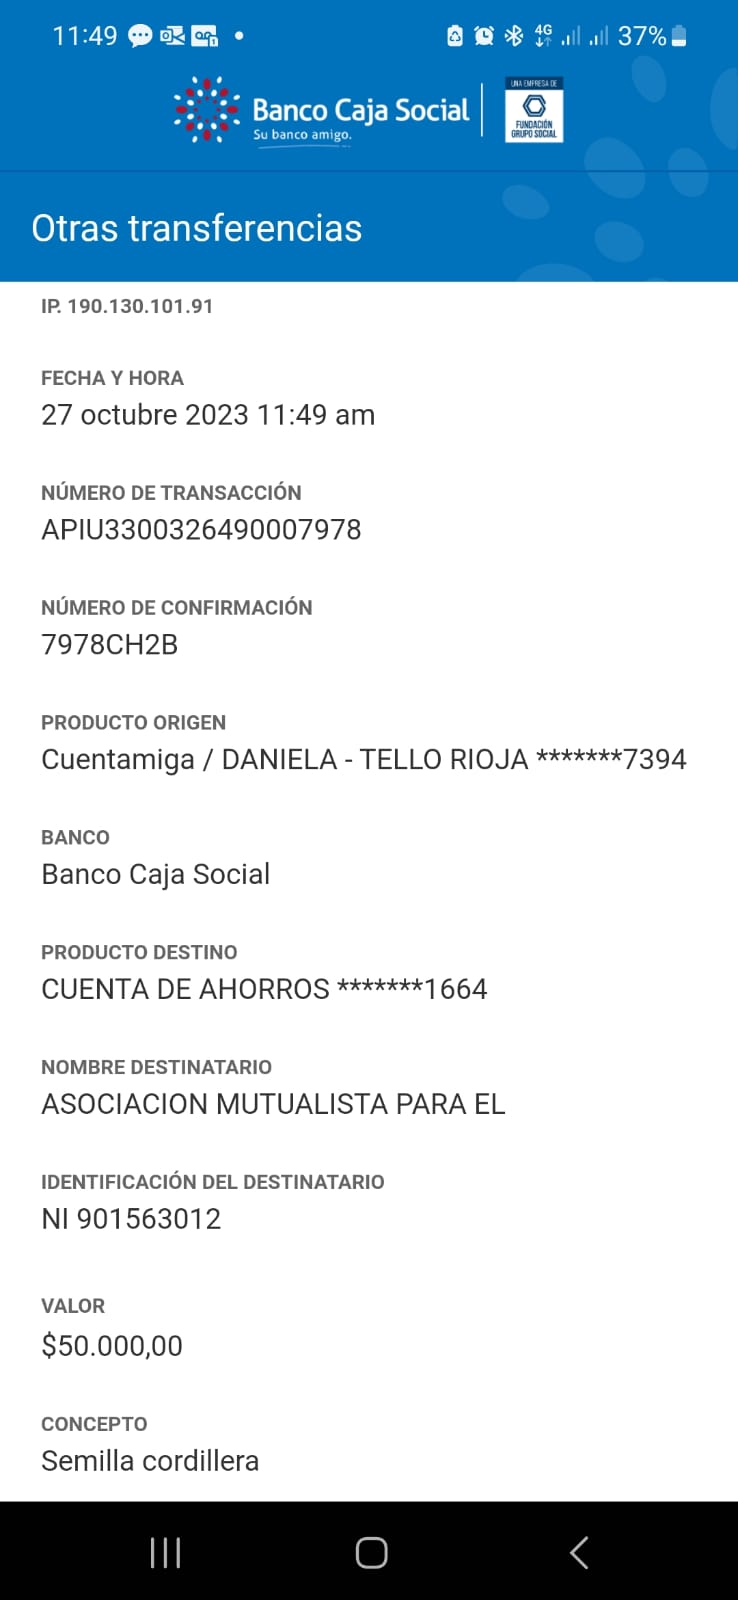 11:49
4G 37%
Banco Caja Social
Su banco amigo.
UNA EMPRESA DE
FUNDACIÓN
GRUPO SOCIAL
Otras transferencias
IP. 190.130.101.91
FECHA Y HORA
27 octubre 2023 11:49 am
NÚMERO DE TRANSACCIÓN
APIU3300326490007978
NÚMERO DE CONFIRMACIÓN
7978CH2B
PRODUCTO ORIGEN
Cuentamiga / DANIELA - TELLO RIOJA *******7394
BANCO
Banco Caja Social
PRODUCTO DESTINO
CUENTA DE AHORROS *******1664
NOMBRE DESTINATARIO
ASOCIACION MUTUALISTA PARA EL
IDENTIFICACIÓN DEL DESTINATARIO
NI 901563012
VALOR
$50.000,00
CONCEPTO
Semilla cordillera